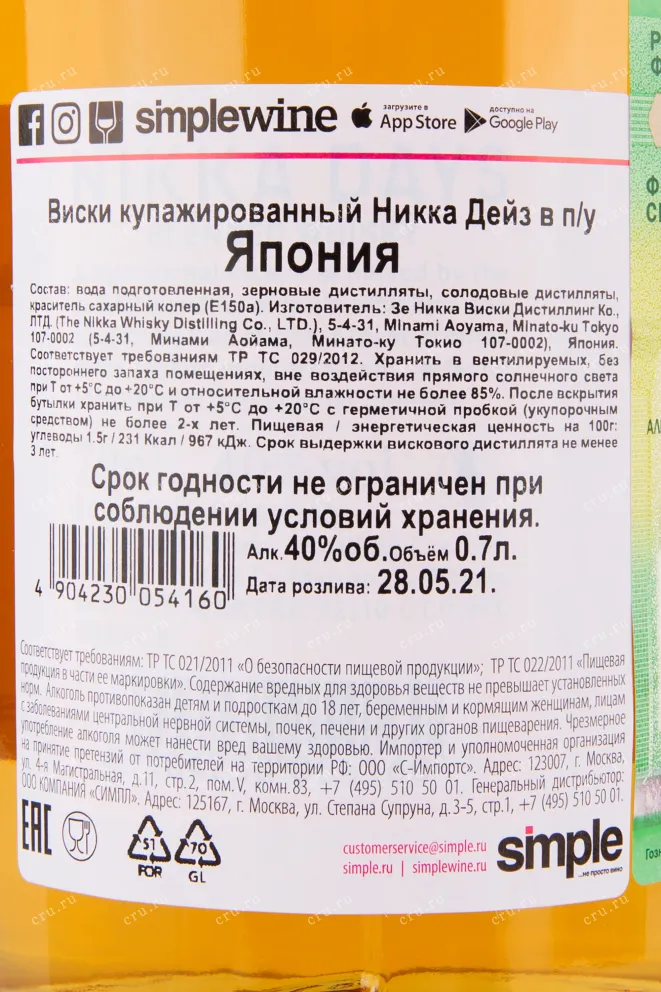 simplewine загрузите в App Store доступно на Google Play
Виски купажированный Никка Дейз в п/у
Япония
Состав: вода подготовленная, зерновые дистилляты, солодовые дистилляты,
краситель сахарный колер (E150a). Изготовитель: Зе Никка Виски Дистиллинг Ко.,
ЛТД. (The Nikka Whisky Distilling Co., LTD.), 5-4-31, Minami Aoyama, Minato-ku Tokyo
107-0002 (5-4-31, Минами Аойама, Минато-ку Токио 107-0002), Япония.
Соответствует требованиям ТР ТС 029/2012. Хранить в вентилируемых, без
постороннего запаха помещениях, вне воздействия прямого солнечного света
при Т от +5°С до +20°С и относительной влажности не более 85%. После вскрытия
бутылки хранить при Т от +5°С до +20°С с герметичной пробкой (укупорочным
средством) не более 2-х лет. Пищевая / энергетическая ценность на 100г:
углеводы 1.5г / 231 Ккал / 967 кДж. Срок выдержки вискового дистиллята не менее
3 лет.
Срок годности не ограничен при
соблюдении условий хранения.
Алк.40%об.Объём 0.7л.
4 904230 054160
Дата розлива: 28.05.21.
Соответствует требованиям: ТР ТС 021/2011 «О безопасности пищевой продукции»; ТР ТС 022/2011 «Пищевая
продукция в части ее маркировки». Содержание вредных для здоровья веществ не превышает установленных
норм. Алкоголь противопоказан детям и подросткам до 18 лет, беременным и кормящим женщинам, лицам
с заболеваниями центральной нервной системы, почек, печени и других органов пищеварения. Чрезмерное
употребление алкоголя может нанести вред вашему здоровью. Импортер и уполномоченная организация
на принятие претензий от потребителей на территории РФ: ООО «С-Импортс». Адрес: 123007, г. Москва,
ул. 4-я Магистральная, д.11, стр.2, пом.V, комн.83, +7 (495) 510 50 01. Генеральный дистрибьютор:
ООО КОМПАНИЯ «СИМПЛ». Адрес: 125167, г. Москва, ул. Степана Супруна, д.3-5, стр.1, +7 (495) 510 50 01.
EAC
51 70
FOR GL
customerservice@simple.ru
simple.ru | simplewine.ru
simple
...не просто вино
cru.ru